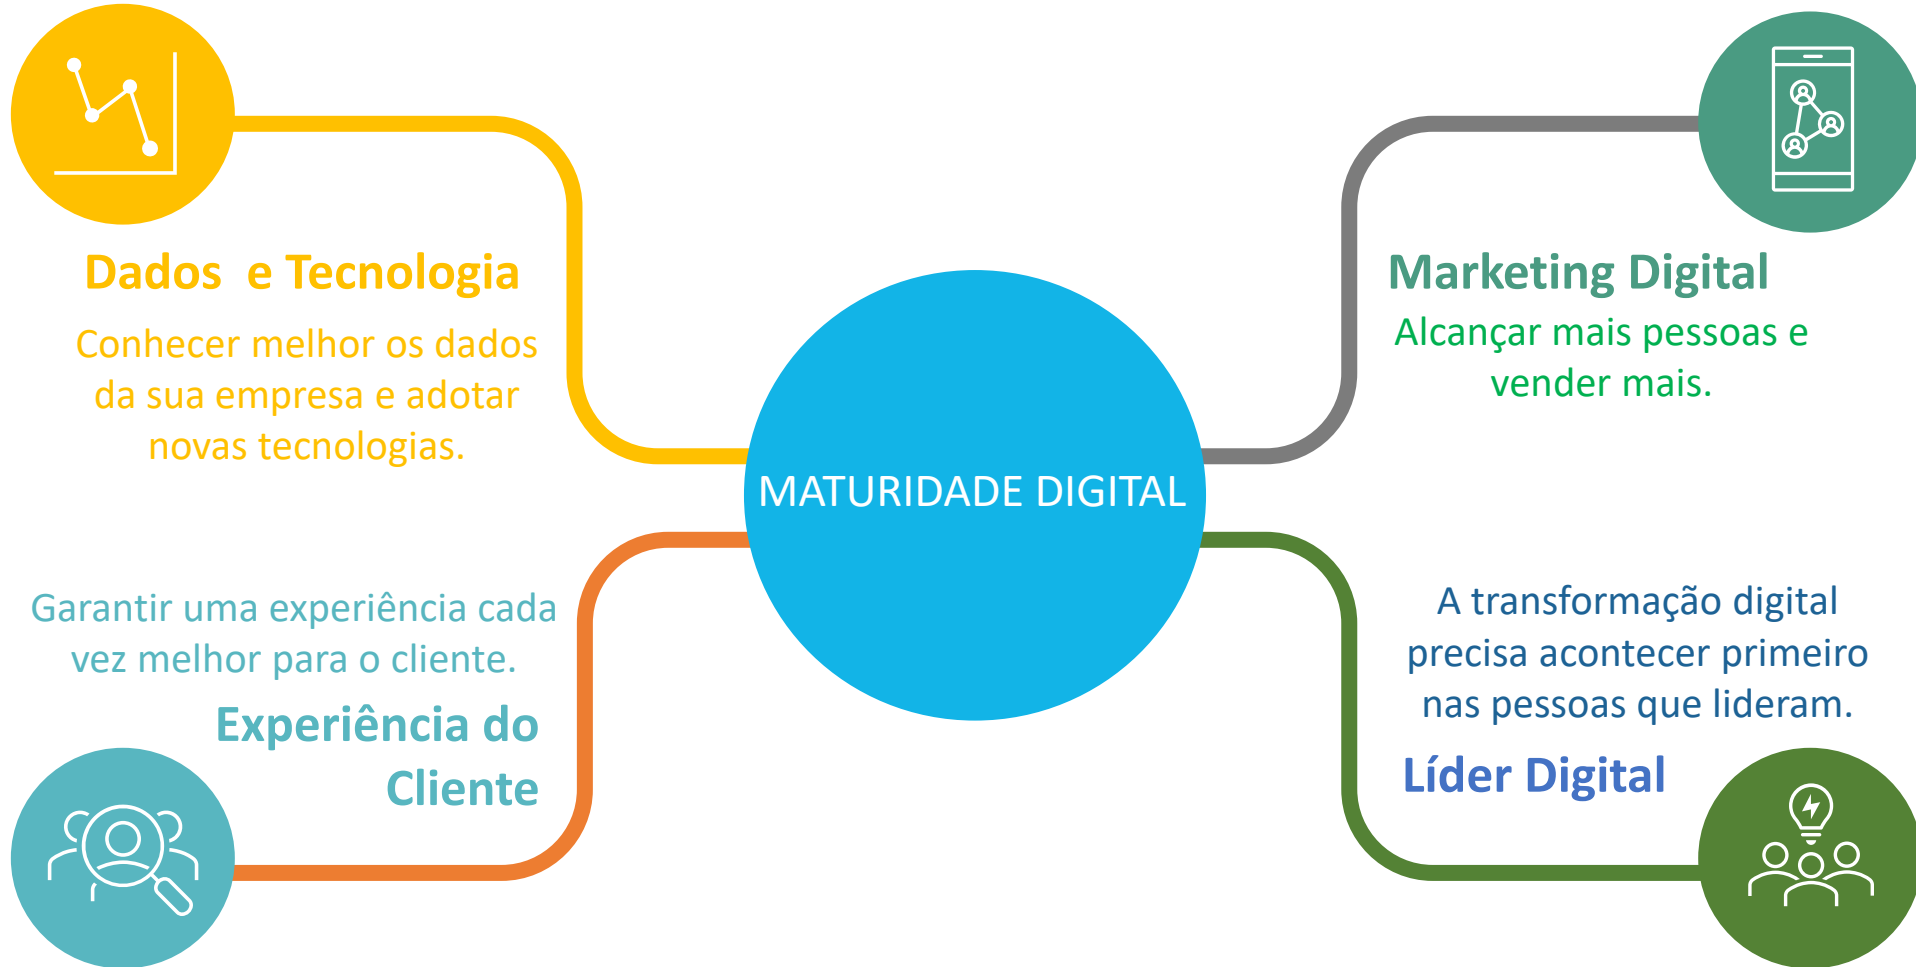 Dados e Tecnologia
Conhecer melhor os dados
da sua empresa e adotar
novas tecnologias.
Marketing Digital
Alcançar mais pessoas e
vender mais.
MATURIDADE DIGITAL
Garantir uma experiência cada
vez melhor para o cliente.
Experiência do
Cliente
A transformação digital
precisa acontecer primeiro
nas pessoas que lideram.
Líder Digital